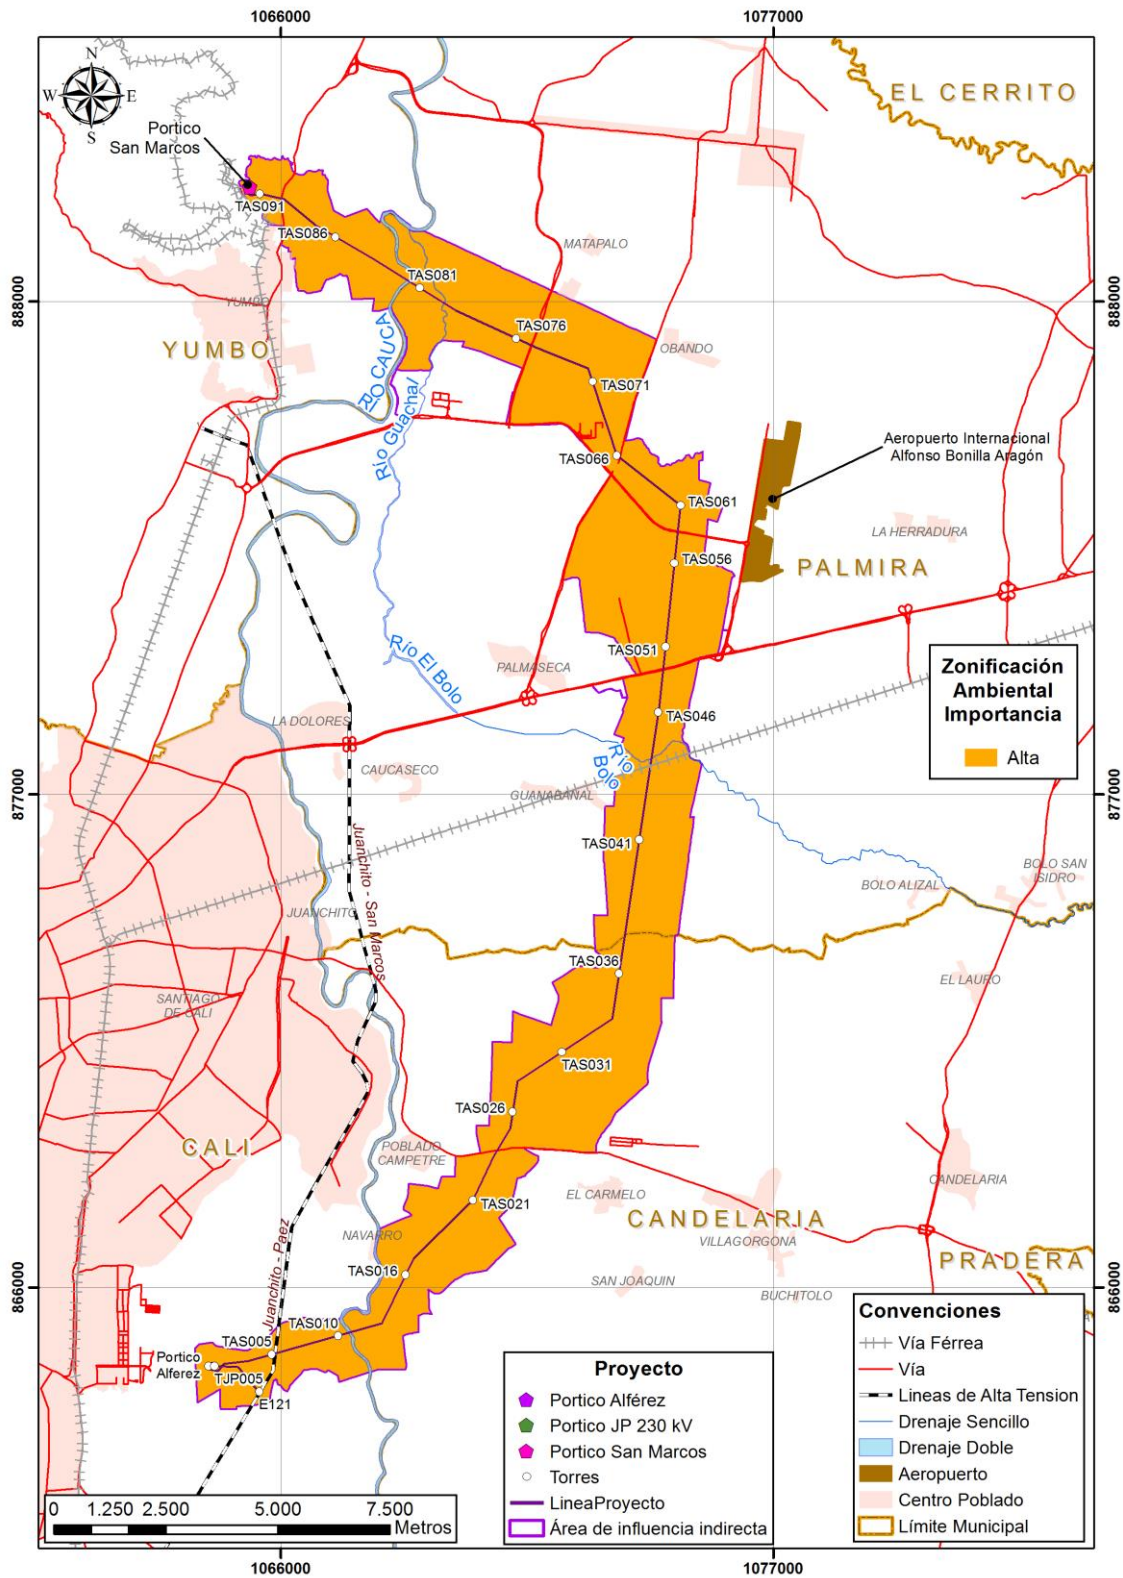 1066000
1077000
N
W
E
S
EL CERRITO
Portico
San Marcos
TAS091
TAS086
MATAPALO
TAS081
888000
888000
YUMBO
TAS076
RIO CAUCA
YUMBO
OBANDO
TAS071
Río Guachal
Aeropuerto Internacional
Alfonso Bonilla Aragón
TAS066
TAS061
LA HERRADURA
TAS056
PALMIRA
Río El Bolo
TAS051
PALMASECA
Zonificación
Ambiental
Importancia
Alta
TAS046
LA DOLORES
Río
Bolo
CAUCASECO
877000
877000
GUANABANAL
Juanchito - San Marcos
TAS041
BOLO SAN
ISIDRO
BOLO ALIZAL
JUANCHITO
TAS036
EL LAURO
SANTIAGO
DE CALI
TAS031
TAS026
CALI
POBLADO
CAMPETRE
CANDELARIA
EL CARMELO
TAS021
CANDELARIA
NAVARRO
VILLAGORGONA
Juanchito - Paez
PRADERA
TAS016
SAN JOAQUIN
866000
866000
BUCHITOLO
TAS010
TAS005
Portico
Alferez
TJP005
E121
Proyecto
Portico Alférez
Portico JP 230 kV
Portico San Marcos
Torres
LineaProyecto
Área de influencia indirecta
Convenciones
Vía Férrea
Vía
Lineas de Alta Tension
Drenaje Sencillo
Drenaje Doble
Aeropuerto
Centro Poblado
Límite Municipal
0 1.250 2.500 5.000 7.500
Metros
1066000
1077000